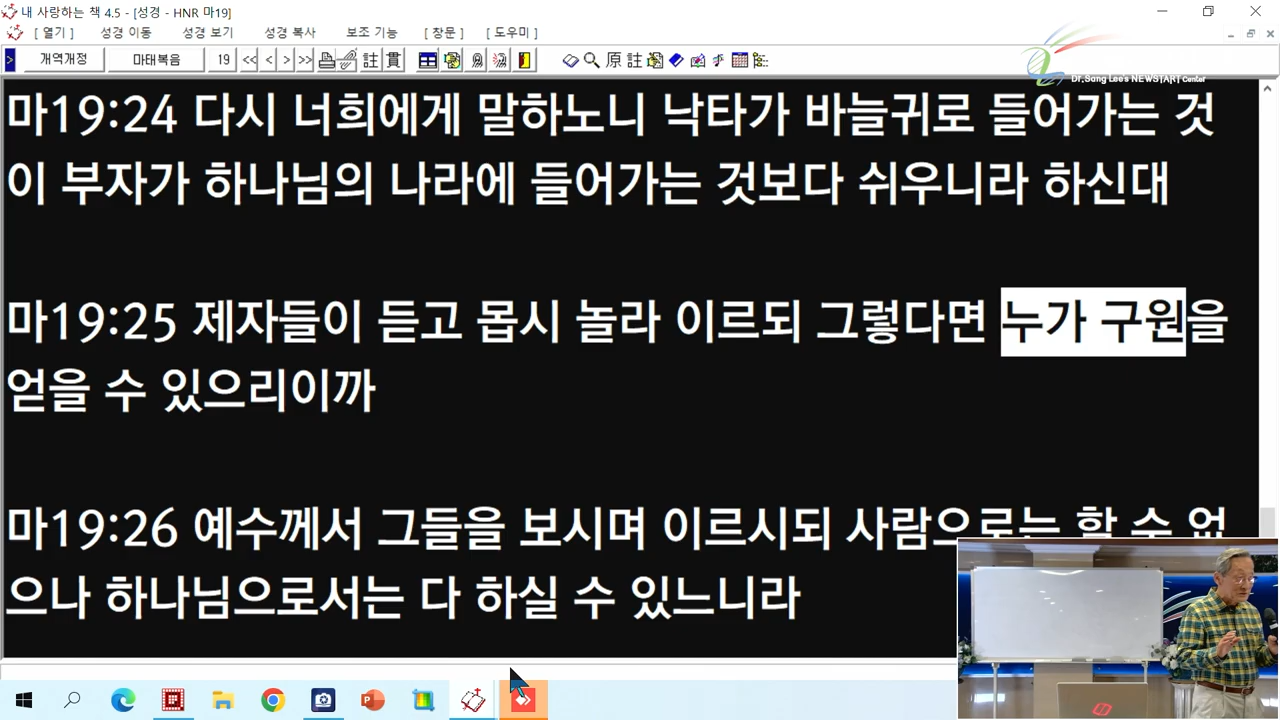 내 사랑하는 책 4.5 - [성경 - HNR 마19]
[ 열기 ] 성경 이동 성경 보기 성경 복사 보조 기능 [ 창문 ] [ 도우미 ]
개역개정 마태복음 19 << < > >> 註 貫 原 註
Dr.Sang Lee's NEWSTART Center
마19:24 다시 너희에게 말하노니 낙타가 바늘귀로 들어가는 것
이 부자가 하나님의 나라에 들어가는 것보다 쉬우니라 하신대
마19:25 제자들이 듣고 몹시 놀라 이르되 그렇다면 누가 구원을
얻을 수 있으리이까
마19:26 예수께서 그들을 보시며 이르시되 사람으로는 할 수 없
으나 하나님으로서는 다 하실 수 있느니라